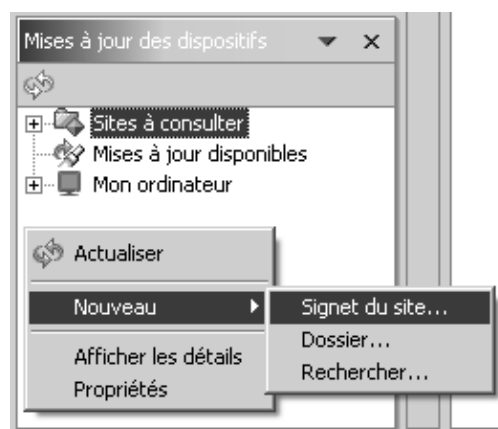 Mises à jour des dispositifs
Sites à consulter
Mises à jour disponibles
Mon ordinateur
Actualiser
Nouveau
Signet du site...
Dossier...
Rechercher...
Afficher les détails
Propriétés